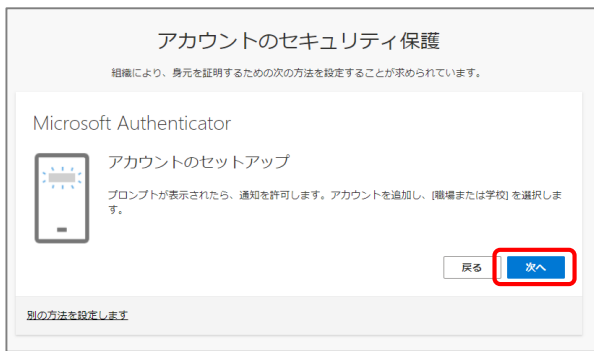 アカウントのセキュリティ保護
組織により、身元を証明するための次の方法を設定することが求められています。
Microsoft Authenticator
アカウントのセットアップ
プロンプトが表示されたら、通知を許可します。アカウントを追加し、[職場または学校] を選択しま
す。
戻る 次へ
別の方法を設定します